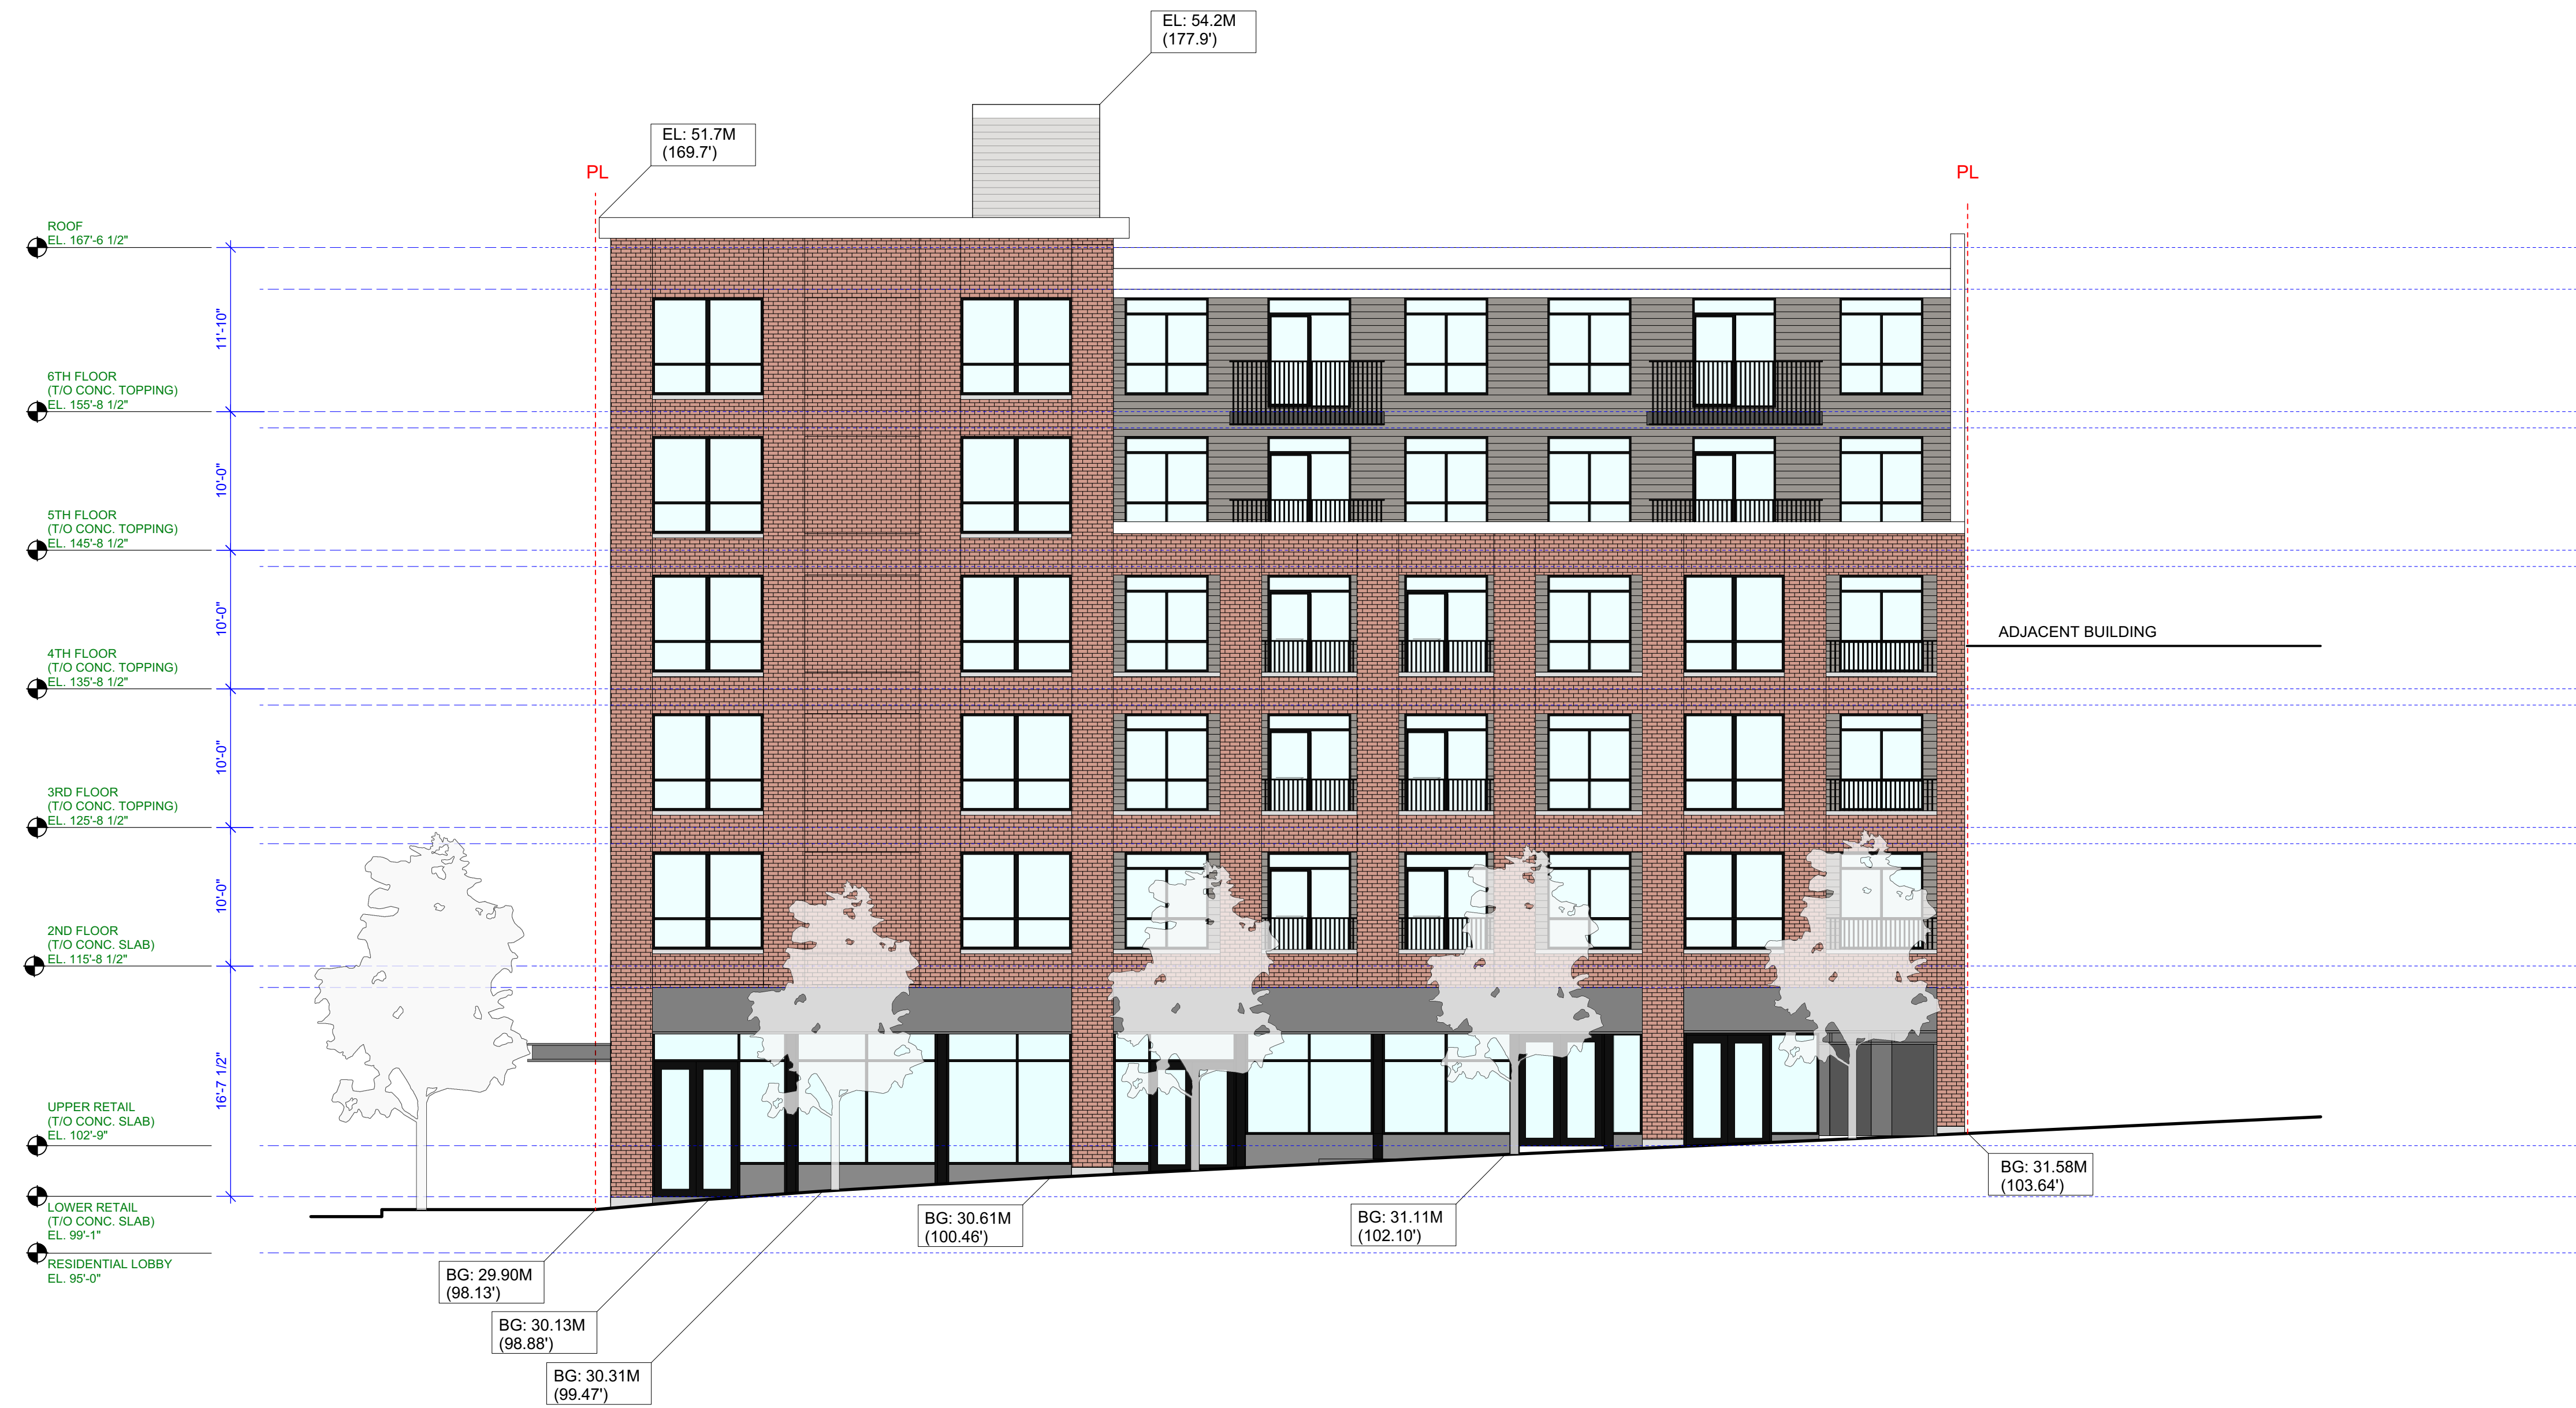 EL: 54.2M
(177.9')
EL: 51.7M
(169.7')
PL
PL
ROOF
EL. 167'-6 1/2"
11'-10"
6TH FLOOR
(T/O CONC. TOPPING)
EL. 155'-8 1/2"
10'-0"
5TH FLOOR
(T/O CONC. TOPPING)
EL. 145'-8 1/2"
10'-0"
ADJACENT BUILDING
4TH FLOOR
(T/O CONC. TOPPING)
EL. 135'-8 1/2"
10'-0"
3RD FLOOR
(T/O CONC. TOPPING)
EL. 125'-8 1/2"
10'-0"
2ND FLOOR
(T/O CONC. SLAB)
EL. 115'-8 1/2"
16'-7 1/2"
UPPER RETAIL
(T/O CONC. SLAB)
EL. 102'-9"
LOWER RETAIL
(T/O CONC. SLAB)
EL. 99'-1"
RESIDENTIAL LOBBY
EL. 95'-0"
BG: 29.90M
(98.13')
BG: 30.13M
(98.88')
BG: 30.31M
(99.47')
BG: 30.61M
(100.46')
BG: 31.11M
(102.10')
BG: 31.58M
(103.64')